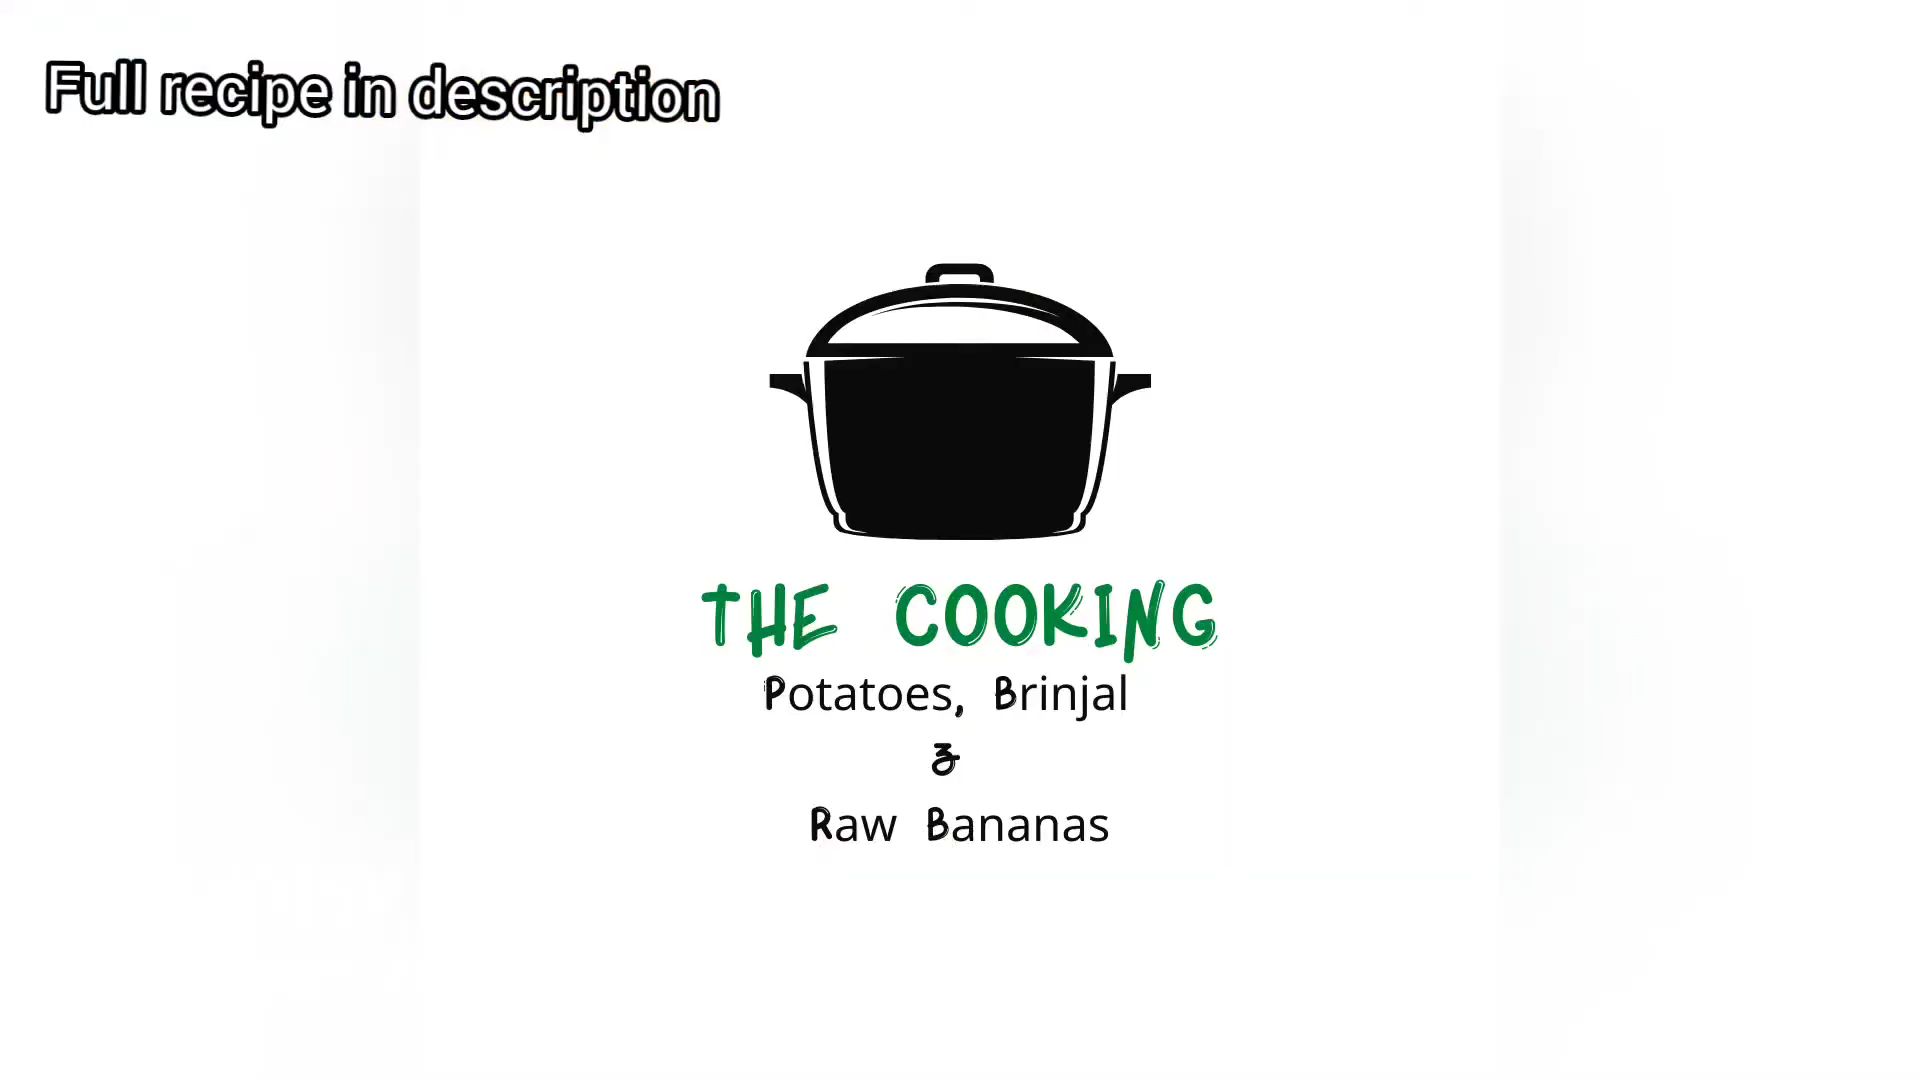 Full recipe in description
THE COOKING
Potatoes, Brinjal
&
Raw Bananas